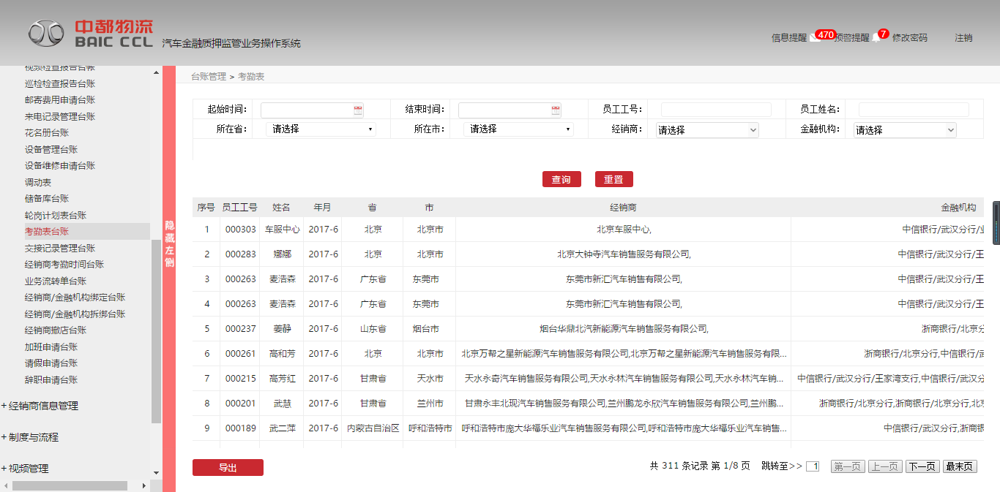 中都物流
BAIC CCL
汽车金融质押监管业务操作系统
信息提醒 470 预警提醒 7 修改密码 注销
视频检查报告台账
巡检检查报告台账
邮寄费用申请台账
来电记录管理台账
花名册台账
设备管理台账
设备维修申请台账
调动表
储备库台账
轮岗计划表台账
考勤表台账
交接记录管理台账
经销商考勤时间台账
业务流转单台账
经销商/金融机构绑定台账
经销商/金融机构拆绑台账
经销商撤店台账
加班申请台账
请假申请台账
辞职申请台账
+ 经销商信息管理
+ 制度与流程
+ 视频管理
隐藏左侧
台账管理 > 考勤表
起始时间: 结束时间: 员工工号: 员工姓名:
所在省: 请选择 所在市: 请选择 经销商: 请选择 金融机构: 请选择
查询 重置
序号 员工工号 姓名 年月 省 市 经销商 金融机构
1 000303 车服中心 2017-6 北京 北京市 北京车服中心, 中信银行/武汉分行/业
2 000283 娜娜 2017-6 北京 北京市 北京大钟寺汽车销售服务有限公司, 中信银行/武汉分行/王
3 000263 麦浩森 2017-6 广东省 东莞市 东莞市新汇汽车销售有限公司, 中信银行/武汉分行/王
4 000263 麦浩森 2017-6 广东省 东莞市 东莞市新汇汽车销售有限公司, 中信银行/武汉分行/王
5 000237 姜静 2017-6 山东省 烟台市 烟台华鼎北汽新能源汽车销售服务有限公司, 浙商银行/北京分
6 000261 高和芳 2017-6 北京 北京市 北京万帮之星新能源汽车销售服务有限公司,北京万帮之星新能源汽车销售服务有限... 浙商银行/北京分行,中信银行/武
7 000215 高芳红 2017-6 甘肃省 天水市 天水永奇汽车销售服务有限公司,天水永林汽车销售服务有限公司,天水永林汽车销... 中信银行/武汉分行/王家湾支行,中信银行/武汉分
8 000201 武慧 2017-6 甘肃省 兰州市 甘肃永丰北现汽车销售服务有限公司,兰州鹏龙永欣汽车销售服务有限公司,兰州鹏... 浙商银行/北京分行,浙商银行/北京分行,北京
9 000189 武二萍 2017-6 内蒙古自治区 呼和浩特市 呼和浩特市庞大华福乐业汽车销售服务有限公司,呼和浩特市庞大华福乐业汽车销售... 中信银行/武汉分行,浙商银
导出
共 311 条记录 第 1/8 页 跳转至>> 1 第一页 上一页 下一页 最末页